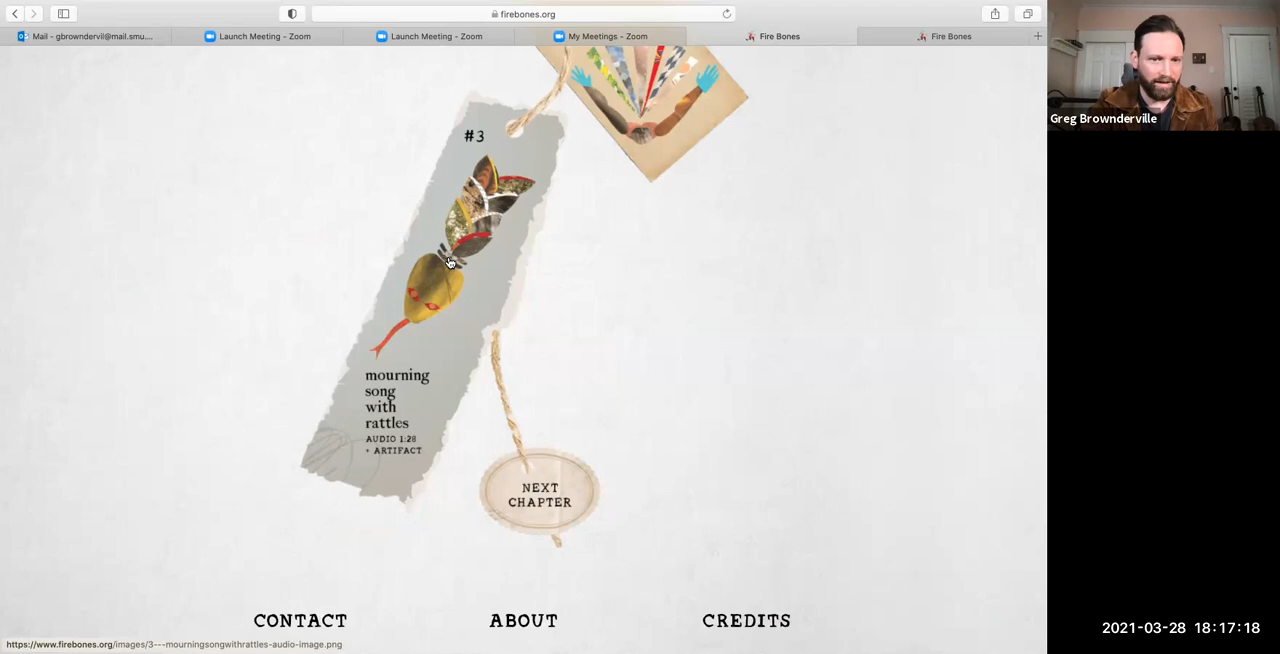 firebones.org
Mail - gbrowndervil@mail.smu....
Launch Meeting - Zoom
Launch Meeting - Zoom
My Meetings - Zoom
Fire Bones
Fire Bones
Greg Brownderville
#3
mourning
song
with
rattles
AUDIO 1:28
+ ARTIFACT
NEXT
CHAPTER
CONTACT
ABOUT
CREDITS
2021-03-28 18:17:18
https://www.firebones.org/images/3---mourningsongwithrattles-audio-image.png